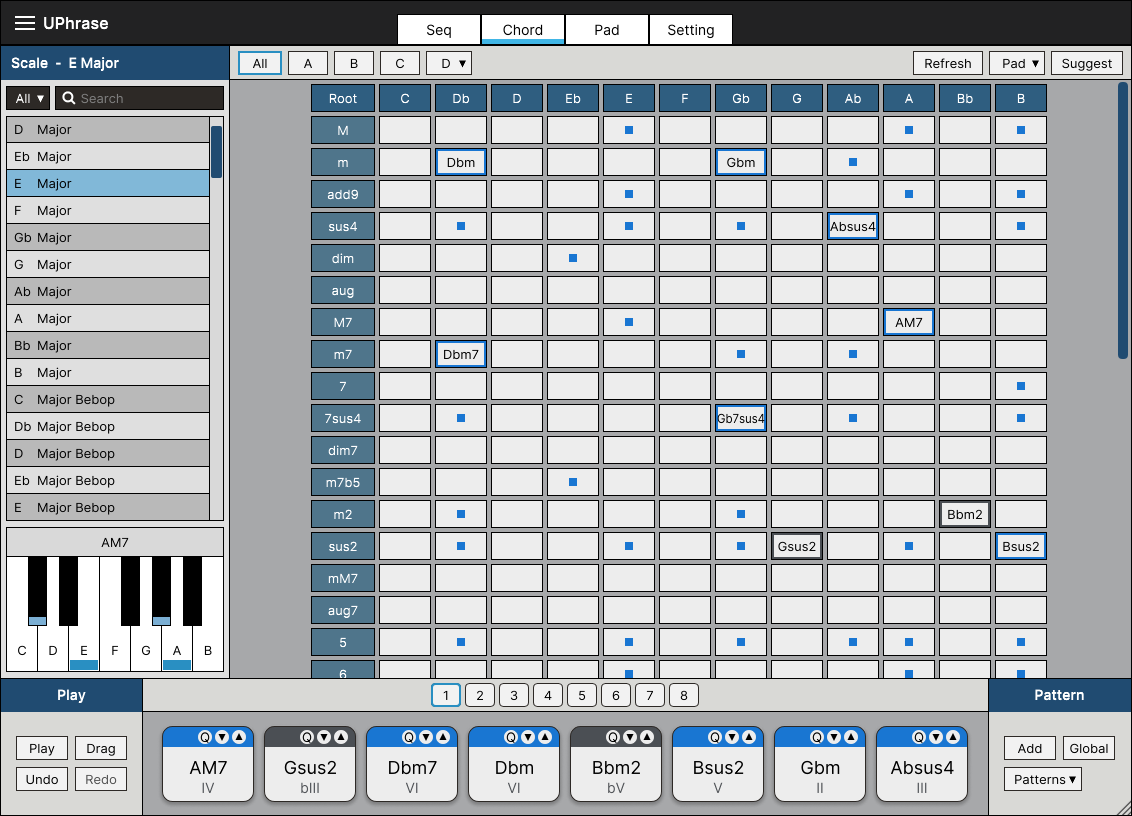 UPhrase
Seq Chord Pad Setting
Scale - E Major
All A B C D ▾ Refresh Pad ▾ Suggest
All ▾ Search
D Major
Eb Major
E Major
F Major
Gb Major
G Major
Ab Major
A Major
Bb Major
B Major
C Major Bebop
Db Major Bebop
D Major Bebop
Eb Major Bebop
E Major Bebop
AM7
C D E F G A B
Root C Db D Eb E F Gb G Ab A Bb B
M
m Dbm Gbm
add9
sus4 Absus4
dim
aug
M7 AM7
m7 Dbm7
7
7sus4 Gb7sus4
dim7
m7b5
m2 Bbm2
sus2 Gsus2 Bsus2
mM7
aug7
5
6
Play
1 2 3 4 5 6 7 8
Pattern
Play Drag
Undo Redo
Q Q Q Q Q Q Q Q
AM7 Gsus2 Dbm7 Dbm Bbm2 Bsus2 Gbm Absus4
IV bIII VI VI bV V II III
Add Global
Patterns ▾